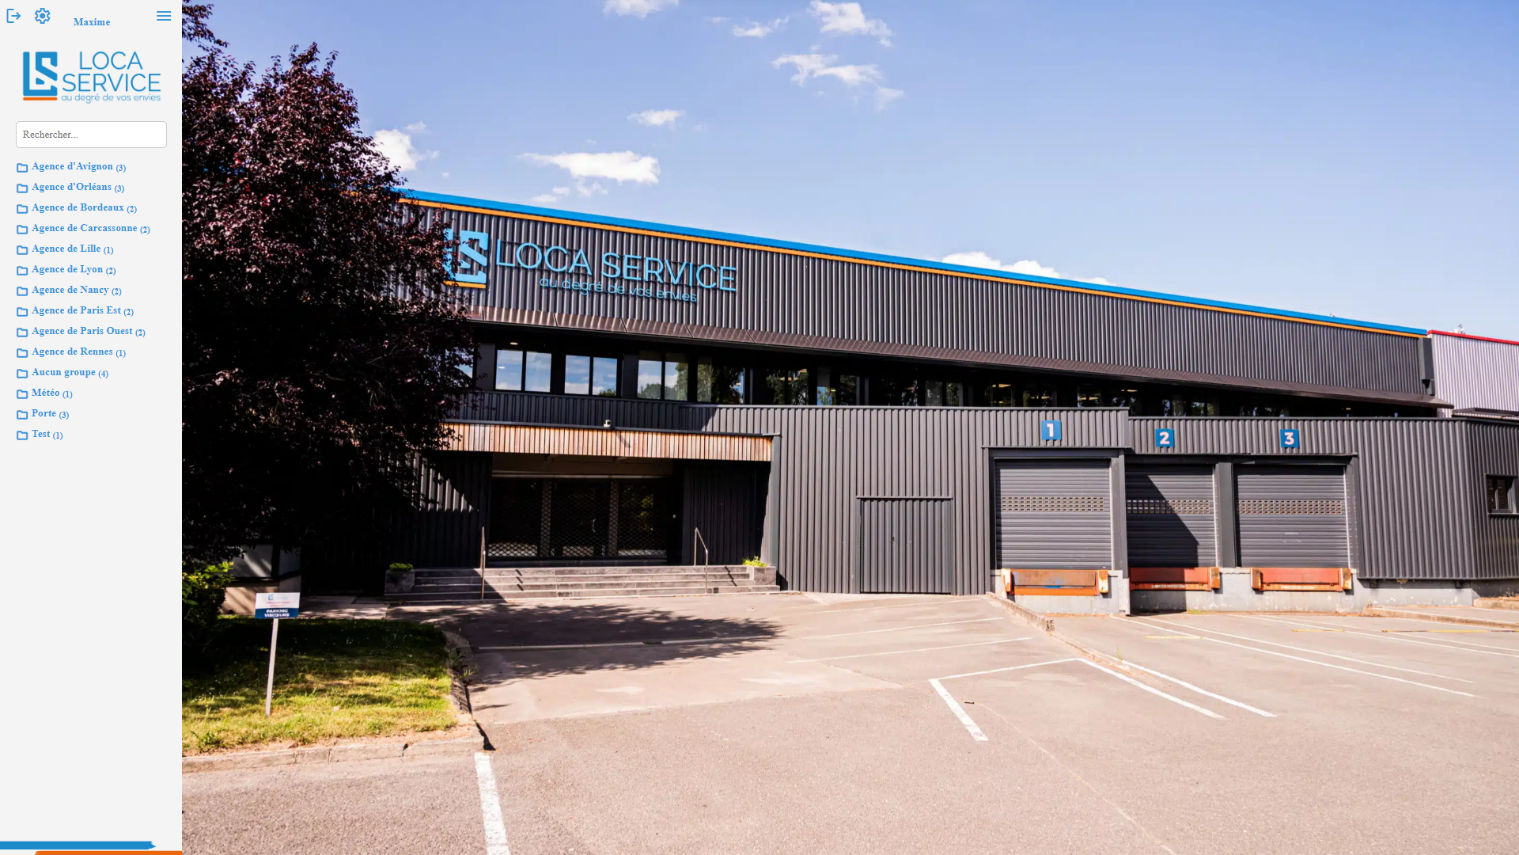 Maxime
LOCA
SERVICE
au degré de vos envies
Rechercher...
Agence d'Avignon (3)
Agence d'Orléans (3)
Agence de Bordeaux (2)
Agence de Carcassonne (2)
Agence de Lille (1)
Agence de Lyon (2)
Agence de Nancy (2)
Agence de Paris Est (2)
Agence de Paris Ouest (2)
Agence de Rennes (1)
Aucun groupe (4)
Météo (1)
Porte (3)
Test (1)
LS LOCA SERVICE
au degré de vos envies
1
2
3
PARKING
VISITEURS